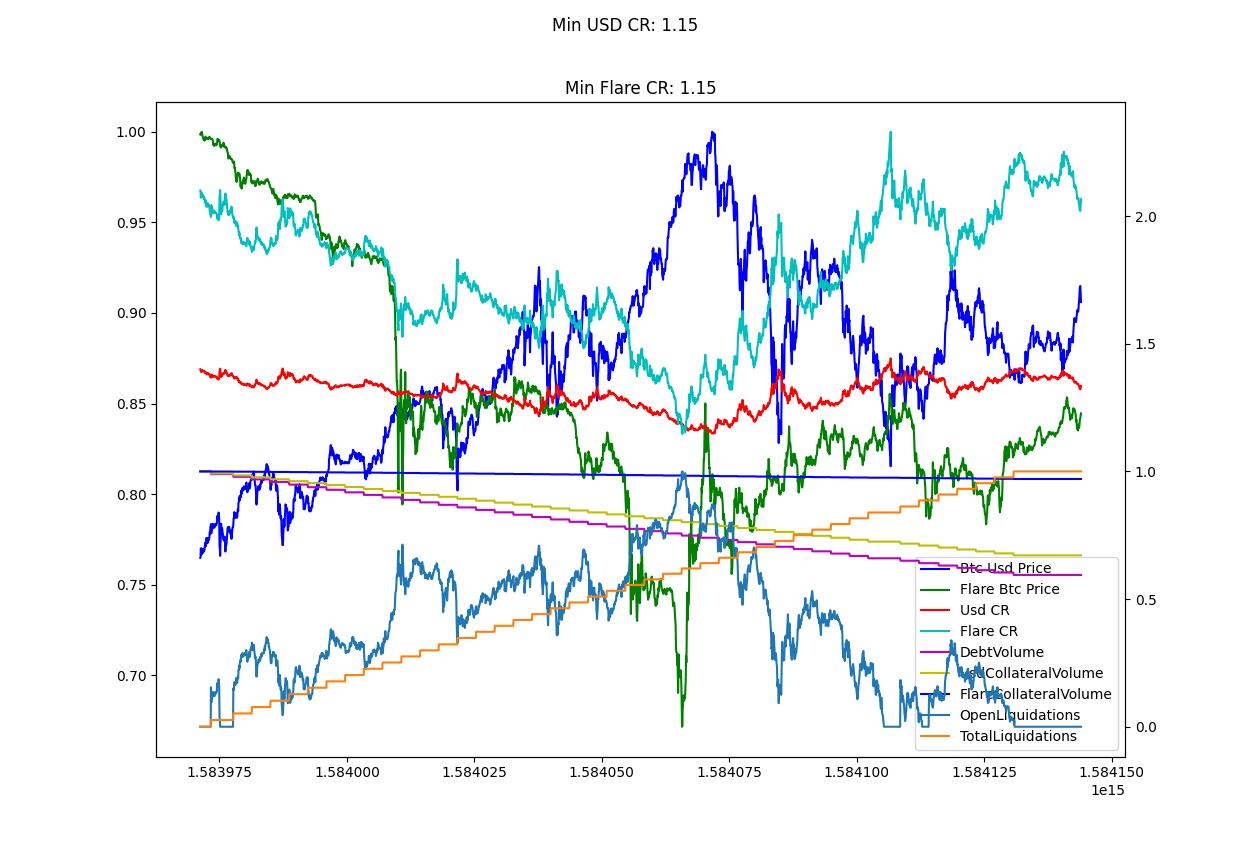 Min USD CR: 1.15
Min Flare CR: 1.15
1.00
0.95
0.90
0.85
0.80
0.75
0.70
2.0
1.5
1.0
0.5
0.0
Btc Usd Price
Flare Btc Price
Usd CR
Flare CR
DebtVolume
UsdCollateralVolume
FlareCollateralVolume
OpenLiquidations
TotalLiquidations
1.583975
1.584000
1.584025
1.584050
1.584075
1.584100
1.584125
1.584150
1e15